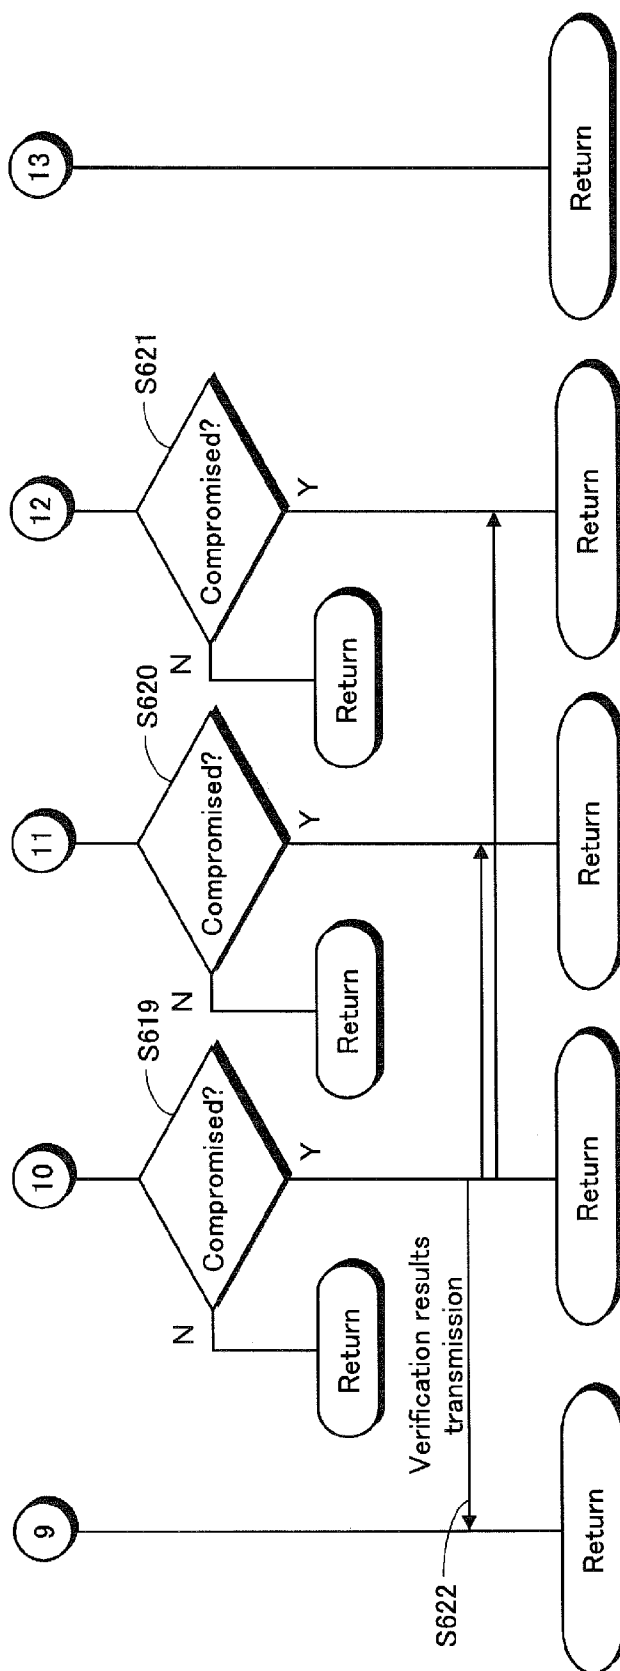 9
10
11
12
13
S619
S620
S621
Compromised?
Compromised?
Compromised?
N
N
N
Y
Y
Y
Return
Return
Return
Verification results
transmission
S622
Return
Return
Return
Return
Return